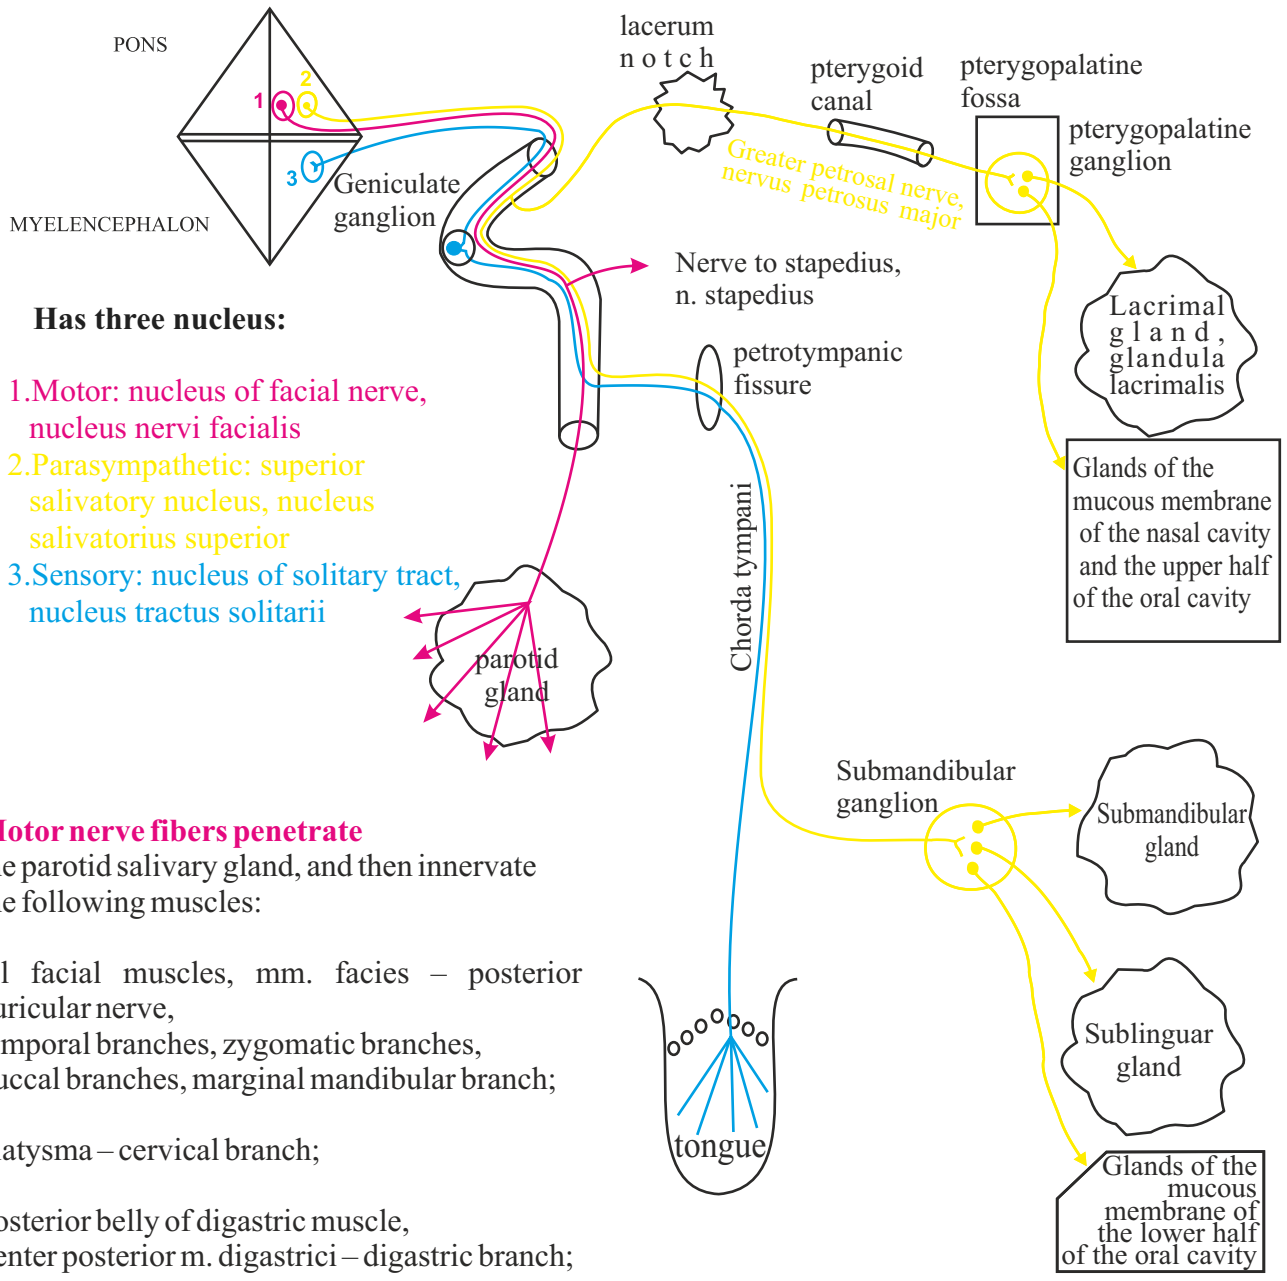 PONS
1
2
3
MYELENCEPHALON
Geniculate
ganglion
lacerum
notch
pterygoid
canal
pterygopalatine
fossa
pterygopalatine
ganglion
Greater petrosal nerve,
nervus petrosus major
Nerve to stapedius,
n. stapedius
Lacrimal
gland,
glandula
lacrimalis
Has three nucleus:
1.Motor: nucleus of facial nerve,
nucleus nervi facialis
2.Parasympathetic: superior
salivatory nucleus, nucleus
salivatorius superior
3.Sensory: nucleus of solitary tract,
nucleus tractus solitarii
petrotympanic
fissure
Glands of the
mucous membrane
of the nasal cavity
and the upper half
of the oral cavity
Chorda tympani
parotid
gland
Submandibular
ganglion
Submandibular
gland
otor nerve fibers penetrate
e parotid salivary gland, and then innervate
e following muscles:
l facial muscles, mm. facies – posterior
uricular nerve,
mporal branches, zygomatic branches,
uccal branches, marginal mandibular branch;
atysma – cervical branch;
osterior belly of digastric muscle,
enter posterior m. digastrici – digastric branch;
Sublinguar
gland
tongue
Glands of the
mucous
membrane of
the lower half
of the oral cavity